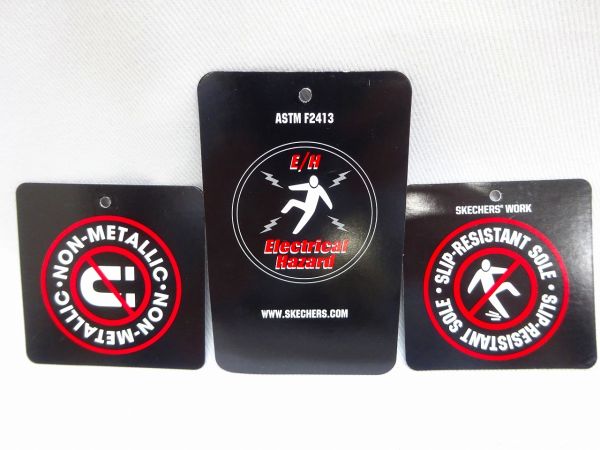 NON-METALLIC • NON-METALLIC •
ASTM F2413
E/H
Electrical
Hazard
WWW.SKECHERS.COM
SKECHERS® WORK
SLIP-RESISTANT SOLE • SLIP-RESISTANT SOLE •